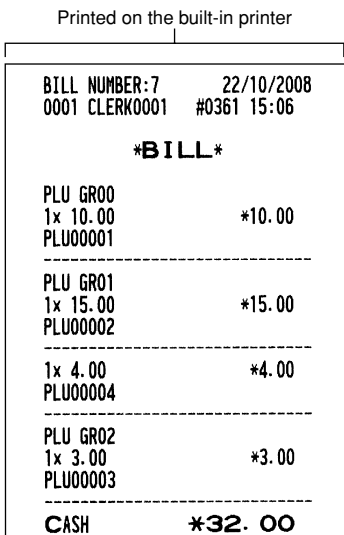 Printed on the built-in printer
BILL NUMBER:7 22/10/2008
0001 CLERK0001 #0361 15:06
*BILL*
PLU GR00
1x 10.00 *10.00
PLU00001
PLU GR01
1x 15.00 *15.00
PLU00002
1x 4.00 *4.00
PLU00004
PLU GR02
1x 3.00 *3.00
PLU00003
CASH *32.00